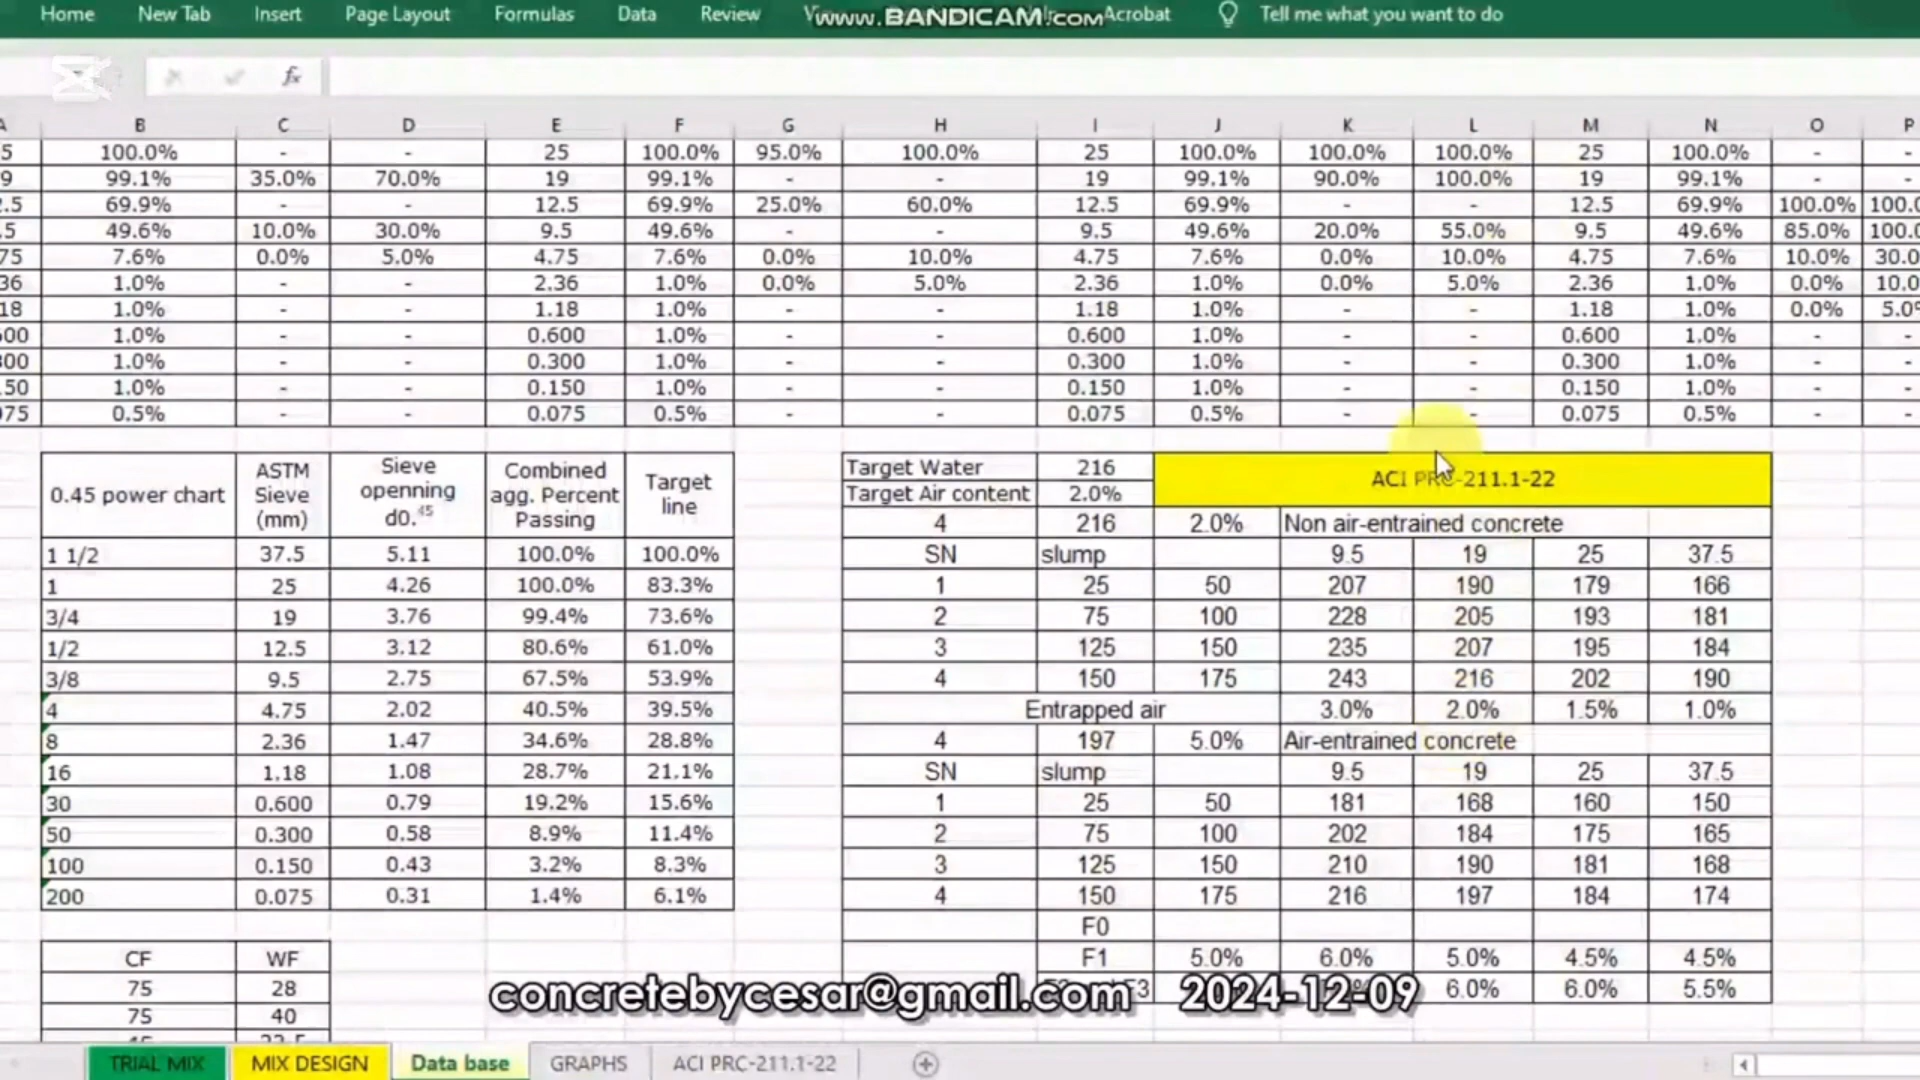 Home New Tab Insert Page Layout Formulas Data Review www.BANDICAM.com Acrobat Tell me what you want to do
fx
B C D E F G H I J K L M N O P
5 100.0% - - 25 100.0% 95.0% 100.0% 25 100.0% 100.0% 100.0% 25 100.0% - -
9 99.1% 35.0% 70.0% 19 99.1% - - 19 99.1% 90.0% 100.0% 19 99.1% - -
2.5 69.9% - - 12.5 69.9% 25.0% 60.0% 12.5 69.9% - - 12.5 69.9% 100.0% 100.0
.5 49.6% 10.0% 30.0% 9.5 49.6% - - 9.5 49.6% 20.0% 55.0% 9.5 49.6% 85.0% 100.0
75 7.6% 0.0% 5.0% 4.75 7.6% 0.0% 10.0% 4.75 7.6% 0.0% 10.0% 4.75 7.6% 10.0% 30.0
36 1.0% - - 2.36 1.0% 0.0% 5.0% 2.36 1.0% 0.0% 5.0% 2.36 1.0% 0.0% 10.0
18 1.0% - - 1.18 1.0% - - 1.18 1.0% - - 1.18 1.0% 0.0% 5.0%
600 1.0% - - 0.600 1.0% - - 0.600 1.0% - - 0.600 1.0% - -
300 1.0% - - 0.300 1.0% - - 0.300 1.0% - - 0.300 1.0% - -
150 1.0% - - 0.150 1.0% - - 0.150 1.0% - - 0.150 1.0% - -
075 0.5% - - 0.075 0.5% - - 0.075 0.5% - - 0.075 0.5% - -
0.45 power chart
ASTM
Sieve
(mm)
Sieve
openning
d0.45
Combined
agg. Percent
Passing
Target
line
1 1/2 37.5 5.11 100.0% 100.0%
1 25 4.26 100.0% 83.3%
3/4 19 3.76 99.4% 73.6%
1/2 12.5 3.12 80.6% 61.0%
3/8 9.5 2.75 67.5% 53.9%
4 4.75 2.02 40.5% 39.5%
8 2.36 1.47 34.6% 28.8%
16 1.18 1.08 28.7% 21.1%
30 0.600 0.79 19.2% 15.6%
50 0.300 0.58 8.9% 11.4%
100 0.150 0.43 3.2% 8.3%
200 0.075 0.31 1.4% 6.1%
CF WF
75 28
75 40
Target Water 216
ACI PRC-211.1-22
Target Air content 2.0%
4 216 2.0% Non air-entrained concrete
SN slump 9.5 19 25 37.5
1 25 50 207 190 179 166
2 75 100 228 205 193 181
3 125 150 235 207 195 184
4 150 175 243 216 202 190
Entrapped air 3.0% 2.0% 1.5% 1.0%
4 197 5.0% Air-entrained concrete
SN slump 9.5 19 25 37.5
1 25 50 181 168 160 150
2 75 100 202 184 175 165
3 125 150 210 190 181 168
4 150 175 216 197 184 174
F0
F1 5.0% 6.0% 5.0% 4.5% 4.5%
6.0% 6.0% 5.5%
concretebycesar@gmail.com 2024-12-09
TRIAL MIX MIX DESIGN Data base GRAPHS ACI PRC-211.1-22